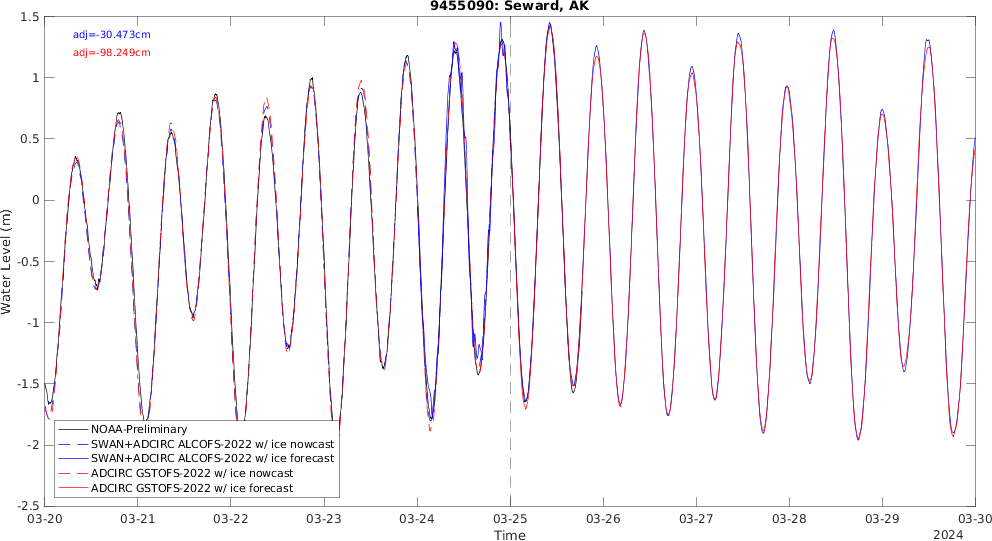 9455090: Seward, AK
adj=-30.473cm
adj=-98.249cm
Water Level (m)
1.5
1
0.5
0
-0.5
-1
-1.5
-2
-2.5
NOAA-Preliminary
SWAN+ADCIRC ALCOFS-2022 w/ ice nowcast
SWAN+ADCIRC ALCOFS-2022 w/ ice forecast
ADCIRC GSTOFS-2022 w/ ice nowcast
ADCIRC GSTOFS-2022 w/ ice forecast
03-20 03-21 03-22 03-23 03-24 03-25 03-26 03-27 03-28 03-29 03-30
Time
2024